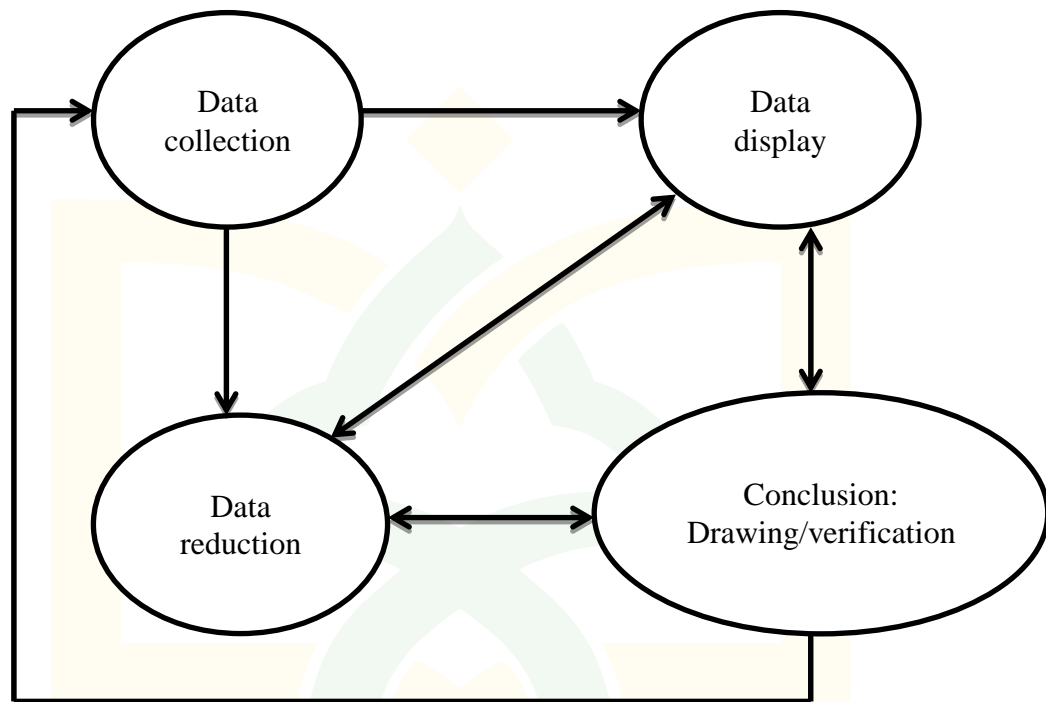 Data
collection
Data
display
Data
reduction
Conclusion:
Drawing/verification